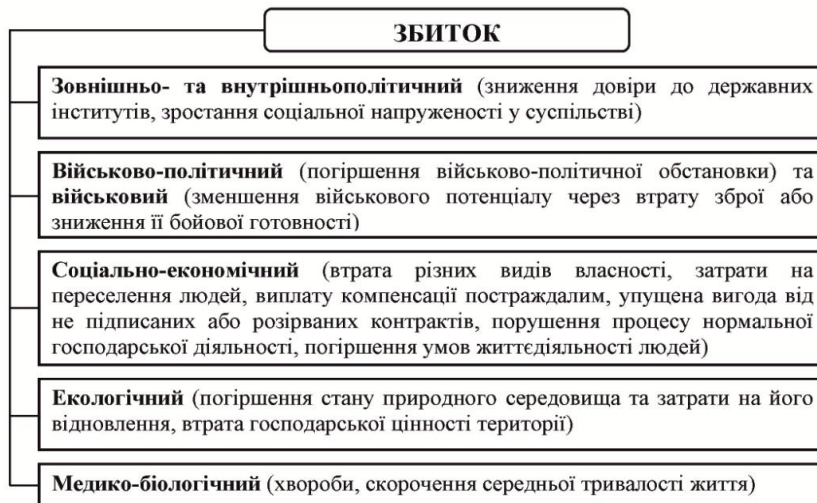 ЗБИТОК
Зовнішньо- та внутрішньополітичний (зниження довіри до державних
інститутів, зростання соціальної напруженості у суспільстві)
Військово-політичний (погіршення військово-політичної обстановки) та
військовий (зменшення військового потенціалу через втрату зброї або
зниження її бойової готовності)
Соціально-економічний (втрата різних видів власності, затрати на
переселення людей, виплату компенсації постраждалим, упущена вигода від
не підписаних або розірваних контрактів, порушення процесу нормальної
господарської діяльності, погіршення умов життєдіяльності людей)
Екологічний (погіршення стану природного середовища та затрати на його
відновлення, втрата господарської цінності території)
Медико-біологічний (хвороби, скорочення середньої тривалості життя)